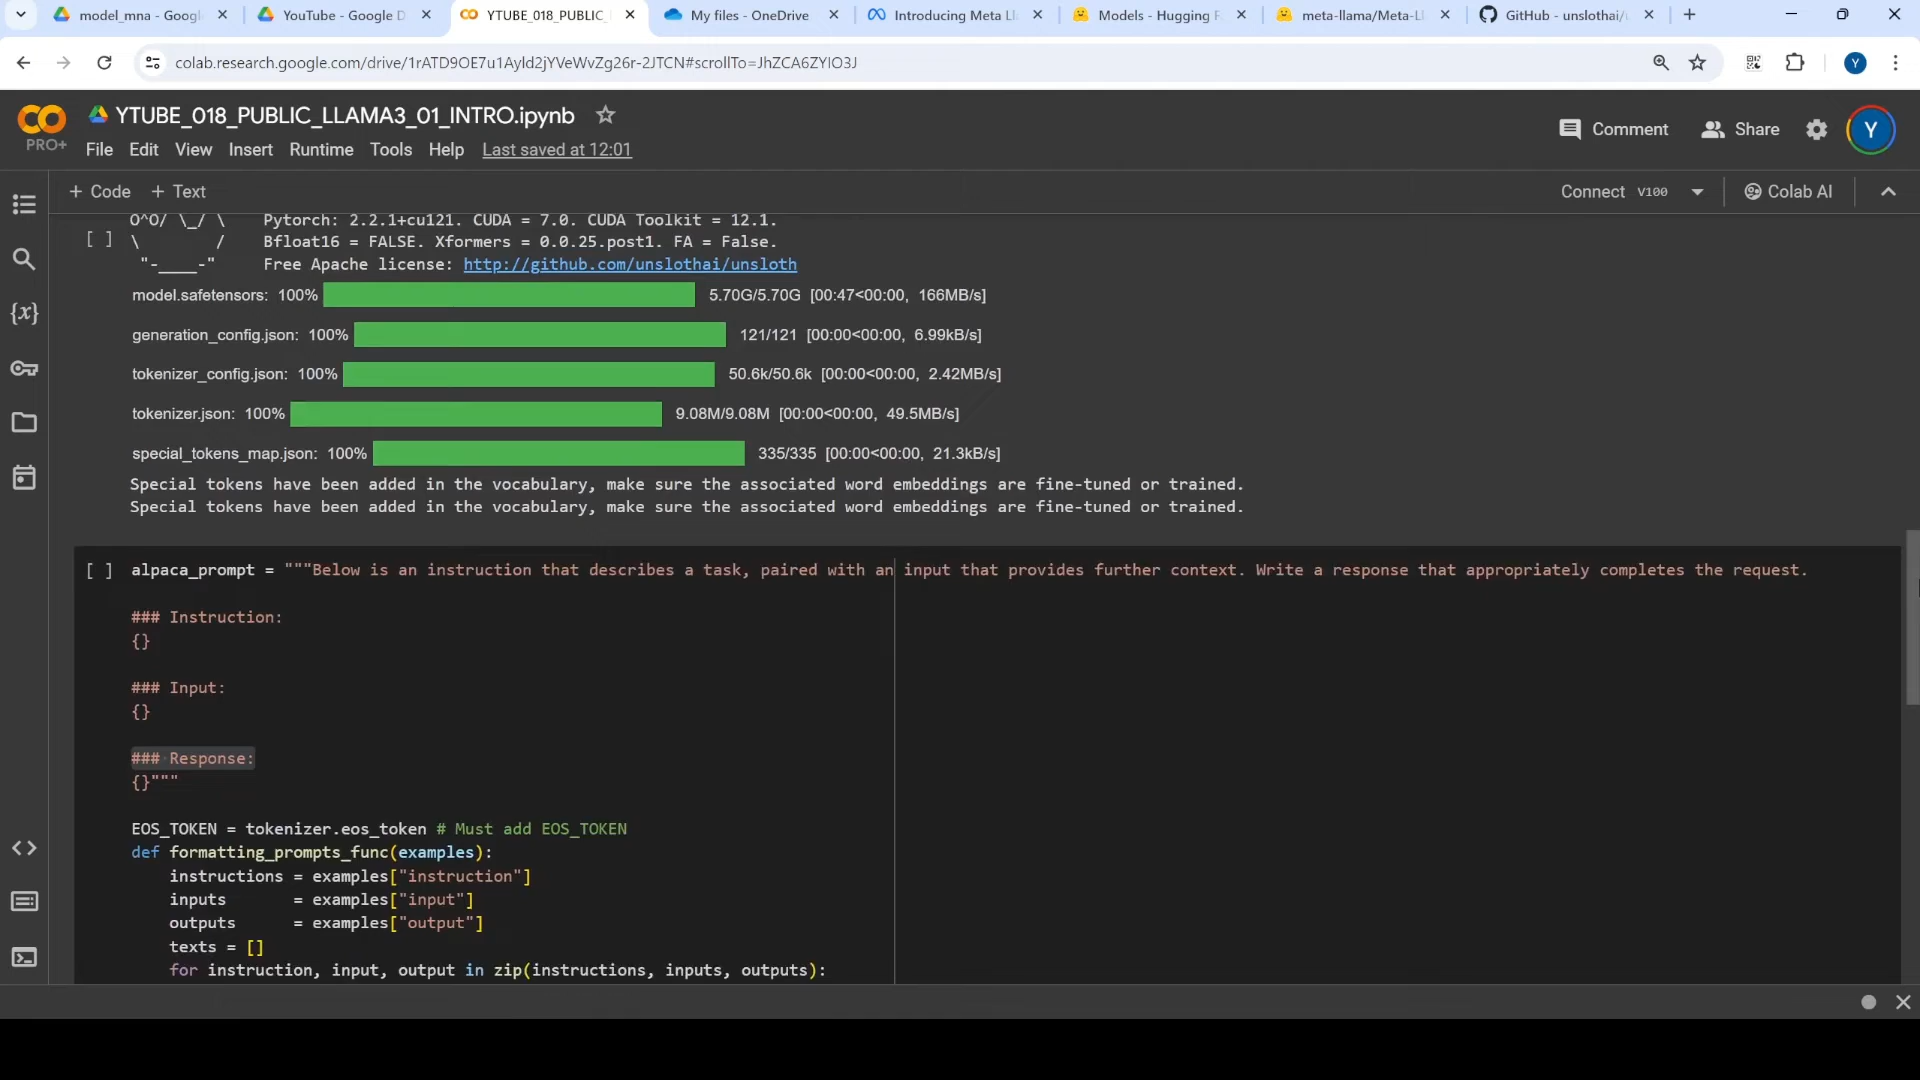 model_mna - Googl
YouTube - Google D
YTUBE_018_PUBLIC_
My files - OneDrive
Introducing Meta Ll
Models - Hugging F
meta-llama/Meta-Ll
GitHub - unslothai/
colab.research.google.com/drive/1rATD9OE7u1Ayld2jYVeWvZg26r-2JTCN#scrollTo=JhZCA6ZYIO3J
Y
YTUBE_018_PUBLIC_LLAMA3_01_INTRO.ipynb
PRO+
File Edit View Insert Runtime Tools Help Last saved at 12:01
Comment
Share
Y
+ Code + Text
Connect V100
Colab AI
O^O/ \_/ \    Pytorch: 2.2.1+cu121. CUDA = 7.0. CUDA Toolkit = 12.1.
[ ] \        /    Bfloat16 = FALSE. Xformers = 0.0.25.post1. FA = False.
"-____-"     Free Apache license: http://github.com/unslothai/unsloth
model.safetensors: 100% 5.70G/5.70G [00:47<00:00, 166MB/s]
generation_config.json: 100% 121/121 [00:00<00:00, 6.99kB/s]
tokenizer_config.json: 100% 50.6k/50.6k [00:00<00:00, 2.42MB/s]
tokenizer.json: 100% 9.08M/9.08M [00:00<00:00, 49.5MB/s]
special_tokens_map.json: 100% 335/335 [00:00<00:00, 21.3kB/s]
Special tokens have been added in the vocabulary, make sure the associated word embeddings are fine-tuned or trained.
Special tokens have been added in the vocabulary, make sure the associated word embeddings are fine-tuned or trained.
[ ] alpaca_prompt = """Below is an instruction that describes a task, paired with an input that provides further context. Write a response that appropriately completes the request.
### Instruction:
{}
### Input:
{}
### Response:
{}"""
EOS_TOKEN = tokenizer.eos_token # Must add EOS_TOKEN
def formatting_prompts_func(examples):
instructions = examples["instruction"]
inputs       = examples["input"]
outputs      = examples["output"]
texts = []
for instruction, input, output in zip(instructions, inputs, outputs):